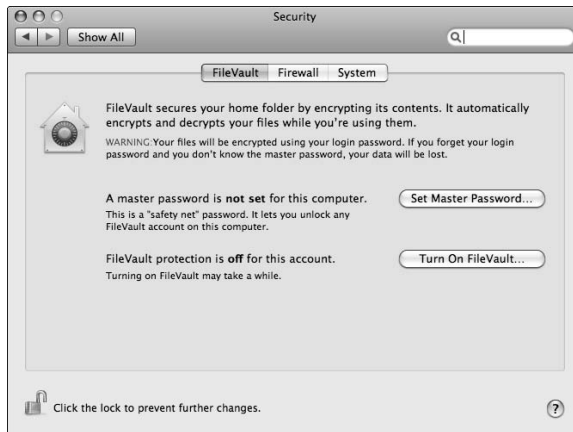 Security
Show All
FileVault Firewall System
FileVault secures your home folder by encrypting its contents. It automatically
encrypts and decrypts your files while you're using them.
WARNING: Your files will be encrypted using your login password. If you forget your login
password and you don't know the master password, your data will be lost.
A master password is not set for this computer.
Set Master Password...
This is a "safety net" password. It lets you unlock any
FileVault account on this computer.
FileVault protection is off for this account.
Turn On FileVault...
Turning on FileVault may take a while.
Click the lock to prevent further changes.
?